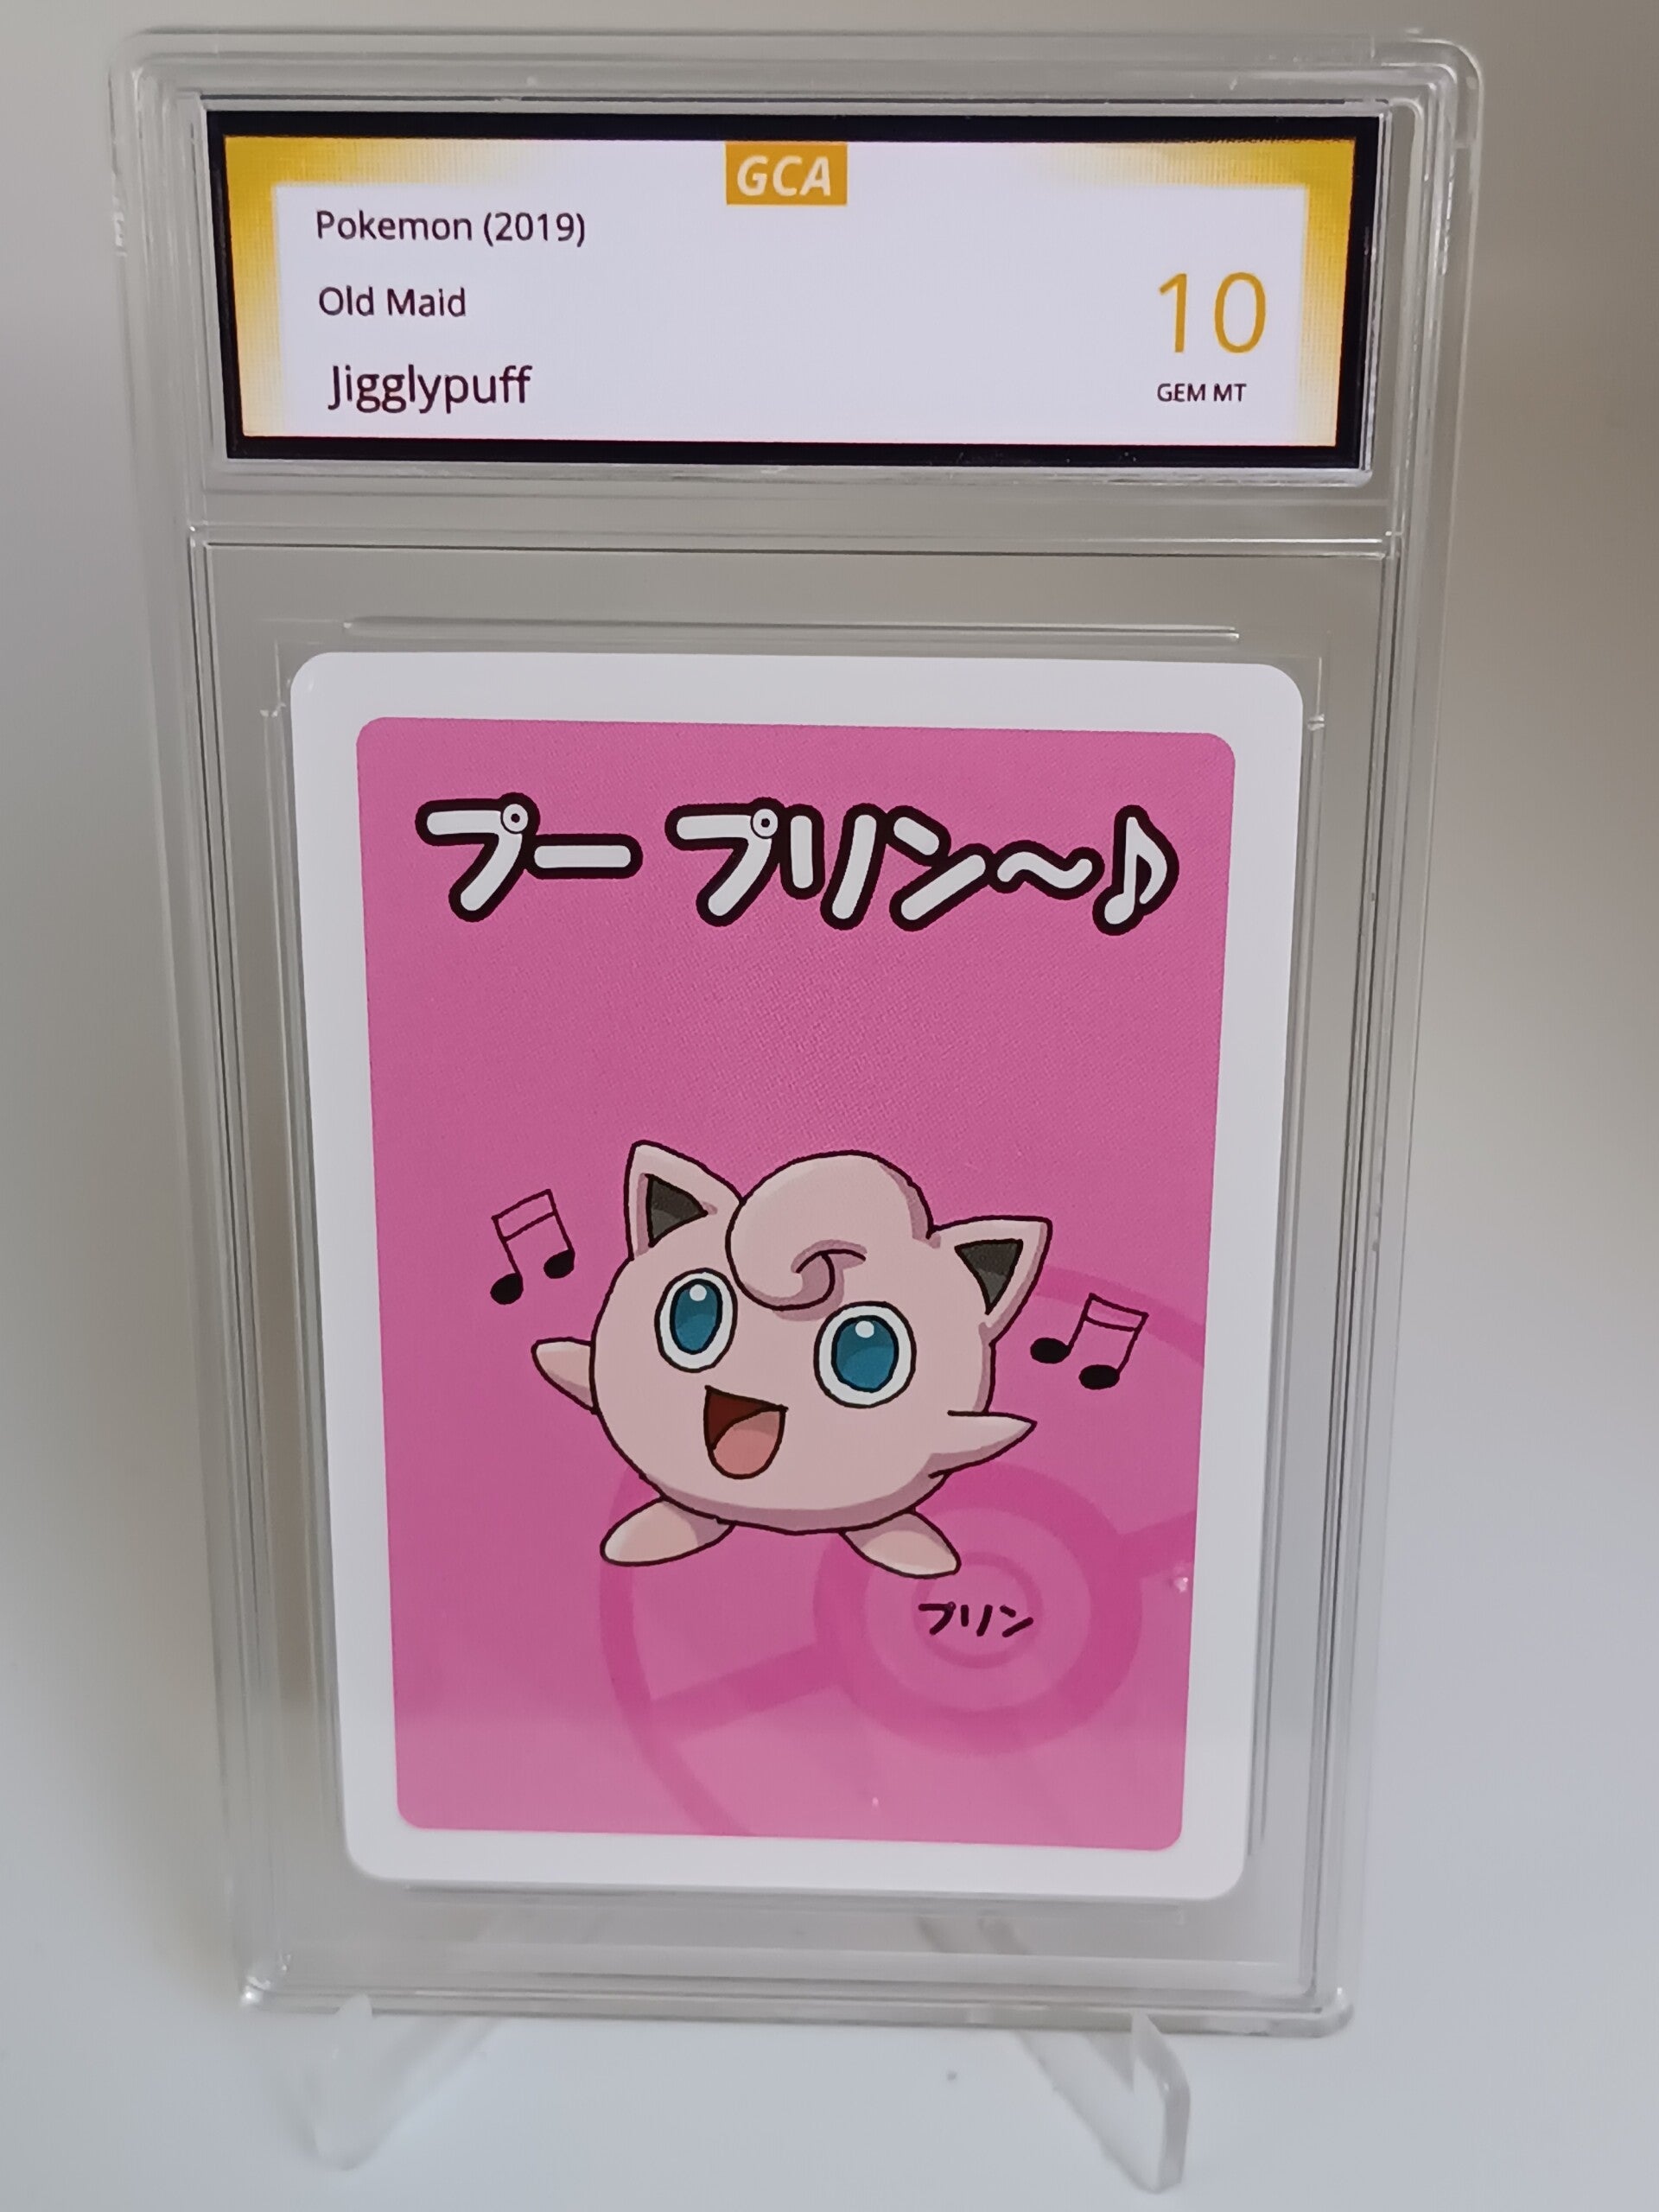 GCA
Pokemon (2019)
Old Maid
Jigglypuff
10
GEM MT
プー プリン〜♪
プリン